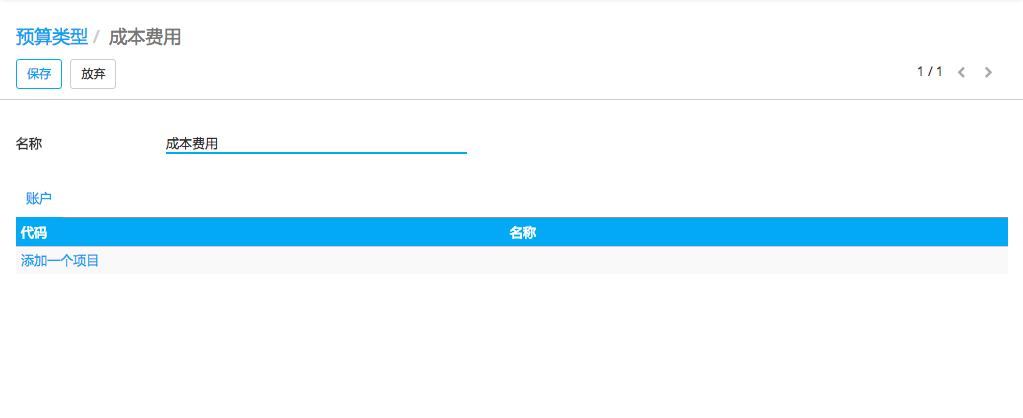 预算类型 / 成本费用
保存 放弃 1 / 1
名称 成本费用
账户
代码 名称
添加一个项目